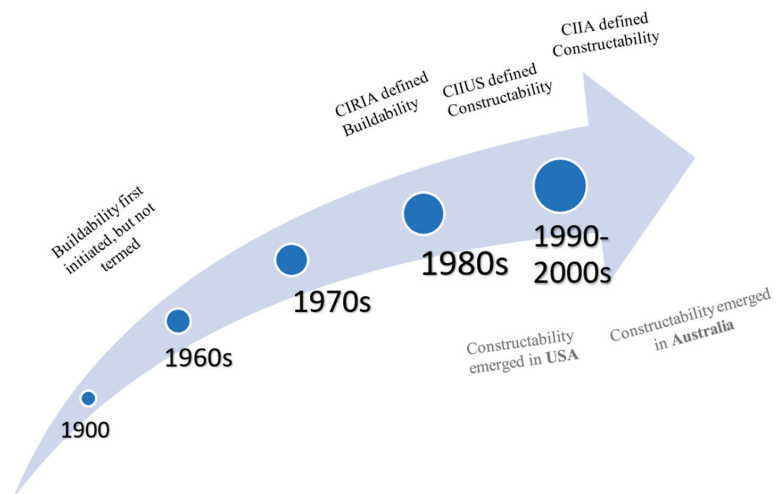 CIIA defined
Constructability
CIRIA defined
Buildability
CIIUS defined
Constructability
Buildability first
initiated, but not
termed
1900
1960s
1970s
1980s
1990-
2000s
Constructability
emerged in USA
Constructability emerged
in Australia